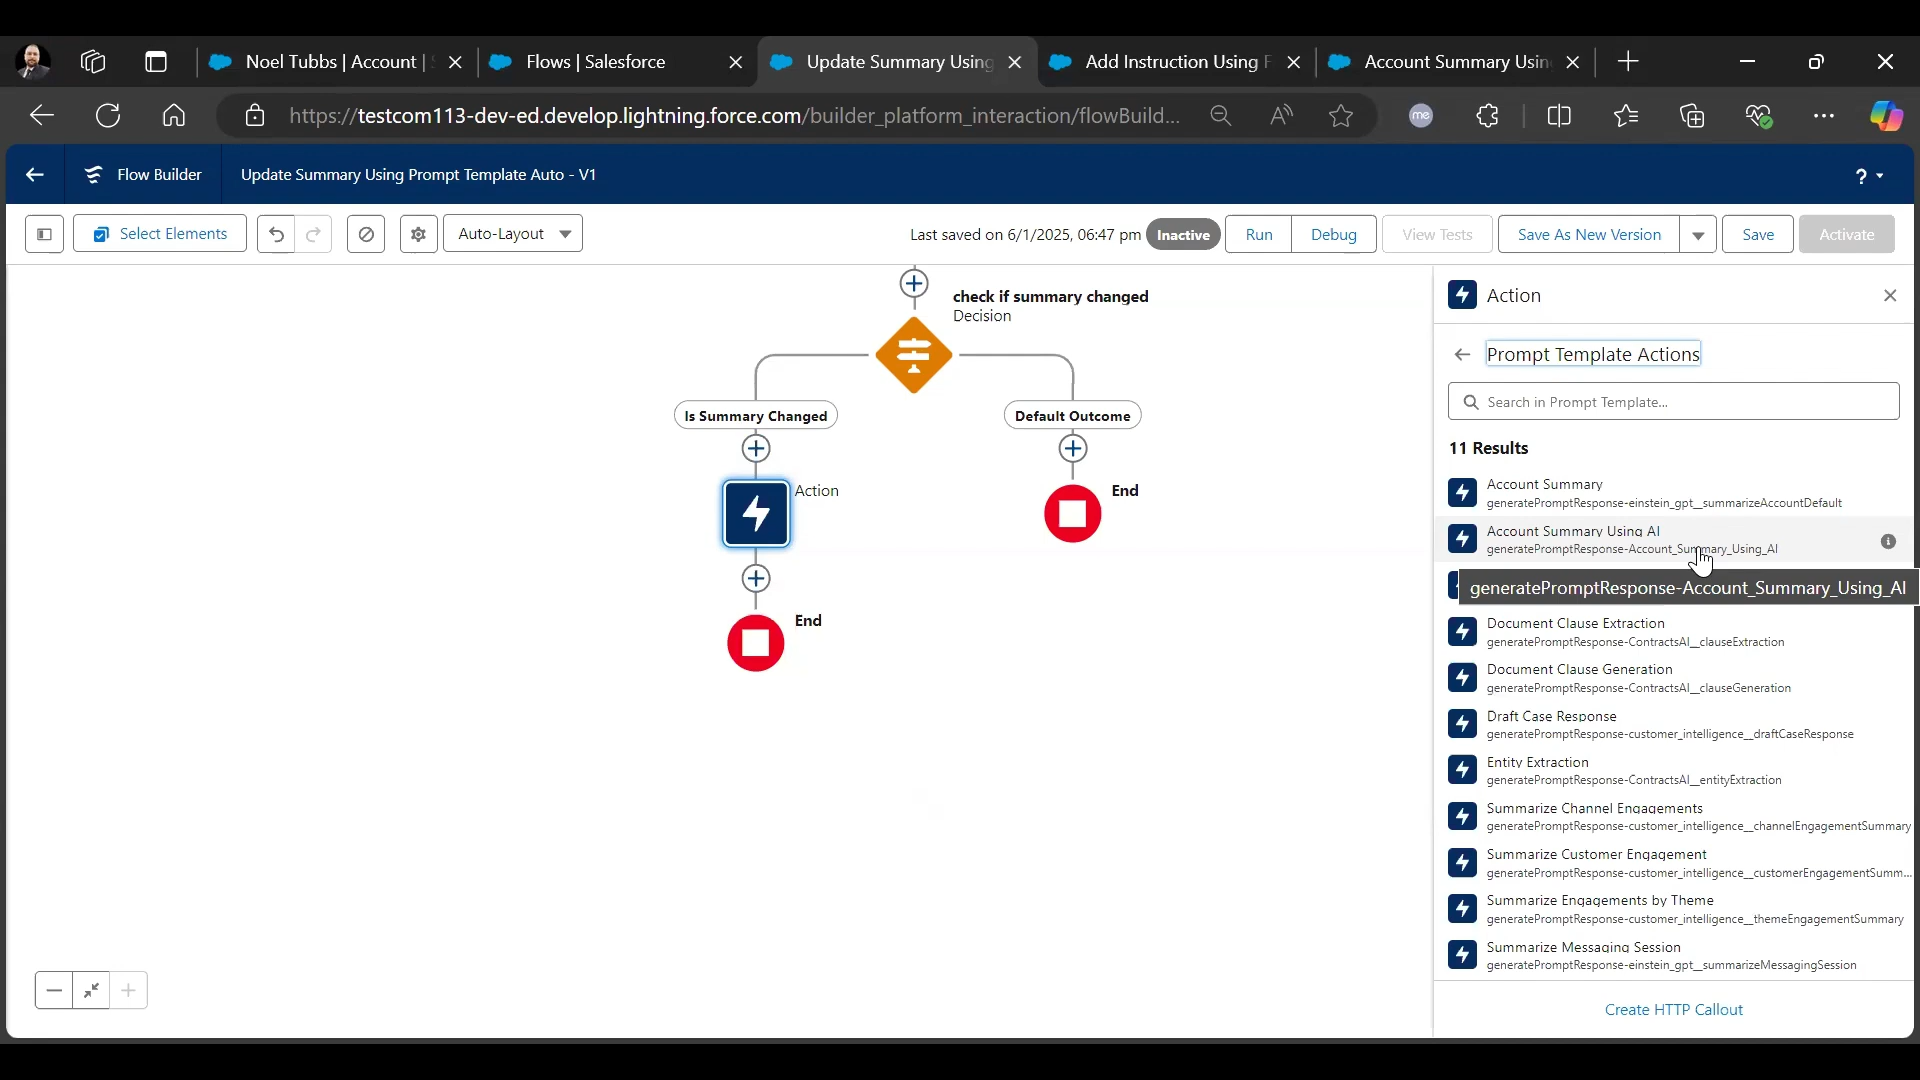 Noel Tubbs | Account |
Flows | Salesforce
Update Summary Using
Add Instruction Using F
Account Summary Usin
https://testcom113-dev-ed.develop.lightning.force.com/builder_platform_interaction/flowBuild...
me
Flow Builder
Update Summary Using Prompt Template Auto - V1
?
Select Elements
Auto-Layout
Last saved on 6/1/2025, 06:47 pm
Inactive
Run
Debug
View Tests
Save As New Version
Save
Activate
check if summary changed
Decision
Is Summary Changed
Default Outcome
Action
End
End
Action
Prompt Template Actions
Search in Prompt Template...
11 Results
Account Summary
generatePromptResponse-einstein_gpt__summarizeAccountDefault
Account Summary Using AI
generatePromptResponse-Account_Summary_Using_AI
generatePromptResponse-Account_Summary_Using_AI
Document Clause Extraction
generatePromptResponse-ContractsAI__clauseExtraction
Document Clause Generation
generatePromptResponse-ContractsAI__clauseGeneration
Draft Case Response
generatePromptResponse-customer_intelligence__draftCaseResponse
Entity Extraction
generatePromptResponse-ContractsAI__entityExtraction
Summarize Channel Engagements
generatePromptResponse-customer_intelligence__channelEngagementSummary
Summarize Customer Engagement
generatePromptResponse-customer_intelligence__customerEngagementSumm...
Summarize Engagements by Theme
generatePromptResponse-customer_intelligence__themeEngagementSummary
Summarize Messaging Session
generatePromptResponse-einstein_gpt__summarizeMessagingSession
Create HTTP Callout